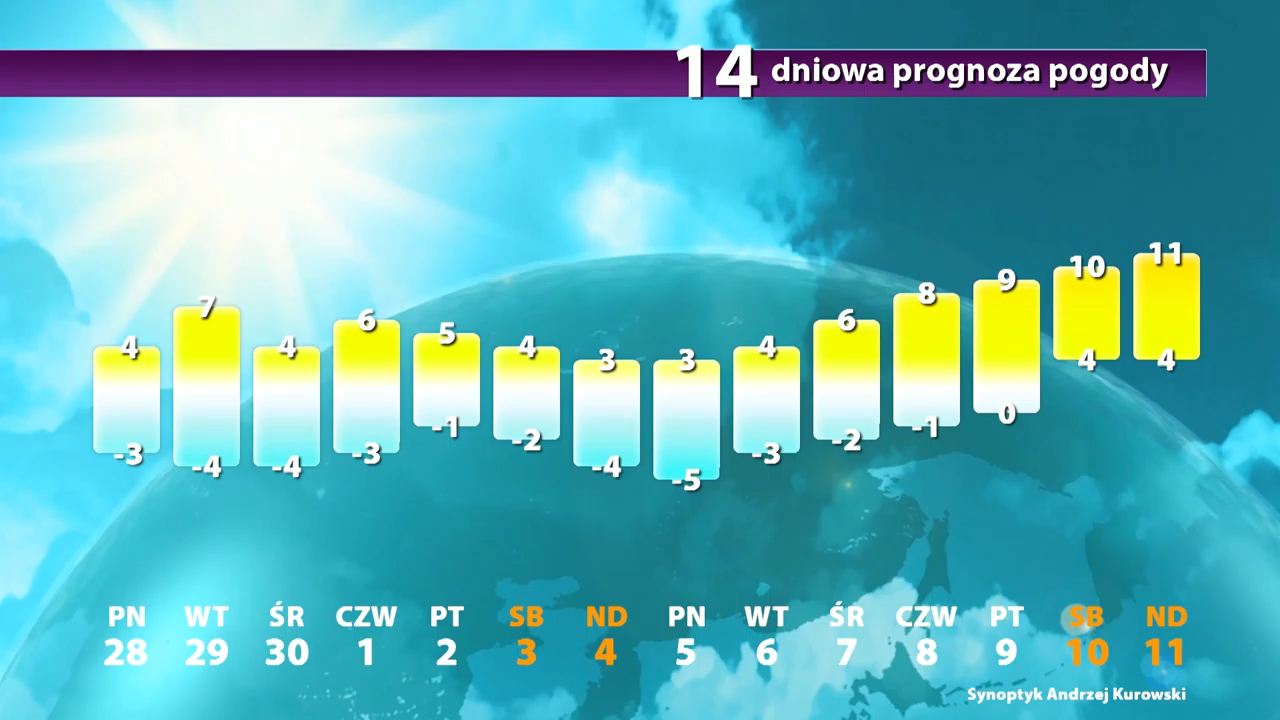 14 dniowa prognoza pogody
4 7 4 6 5 4 3 3 4 6 8 9 10 11
-3 -4 -4 -3 -1 -2 -4 -5 -3 -2 -1 0 4 4
PN WT ŚR CZW PT SB ND PN WT ŚR CZW PT SB ND
28 29 30 1 2 3 4 5 6 7 8 9 10 11
Synoptyk Andrzej Kurowski